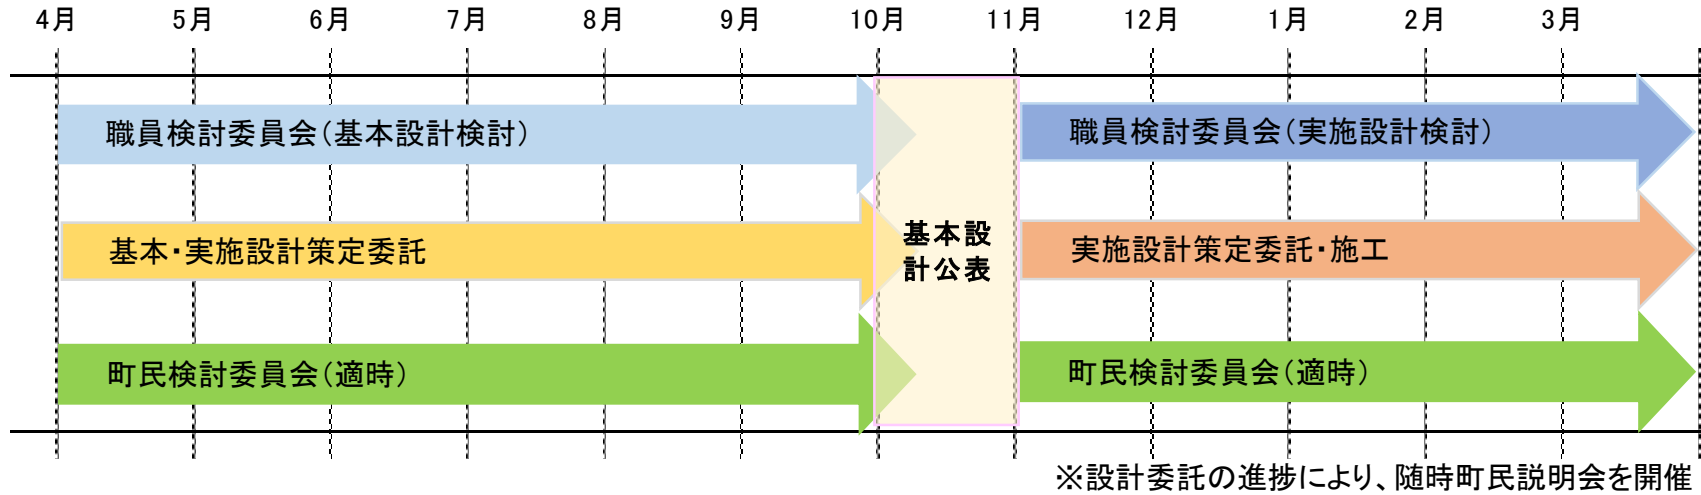 4月 5月 6月 7月 8月 9月 10月 11月 12月 1月 2月 3月
職員検討委員会（基本設計検討）
職員検討委員会（実施設計検討）
基本・実施設計策定委託
基本設
計公表
実施設計策定委託・施工
町民検討委員会（適時）
町民検討委員会（適時）
※設計委託の進捗により、随時町民説明会を開催